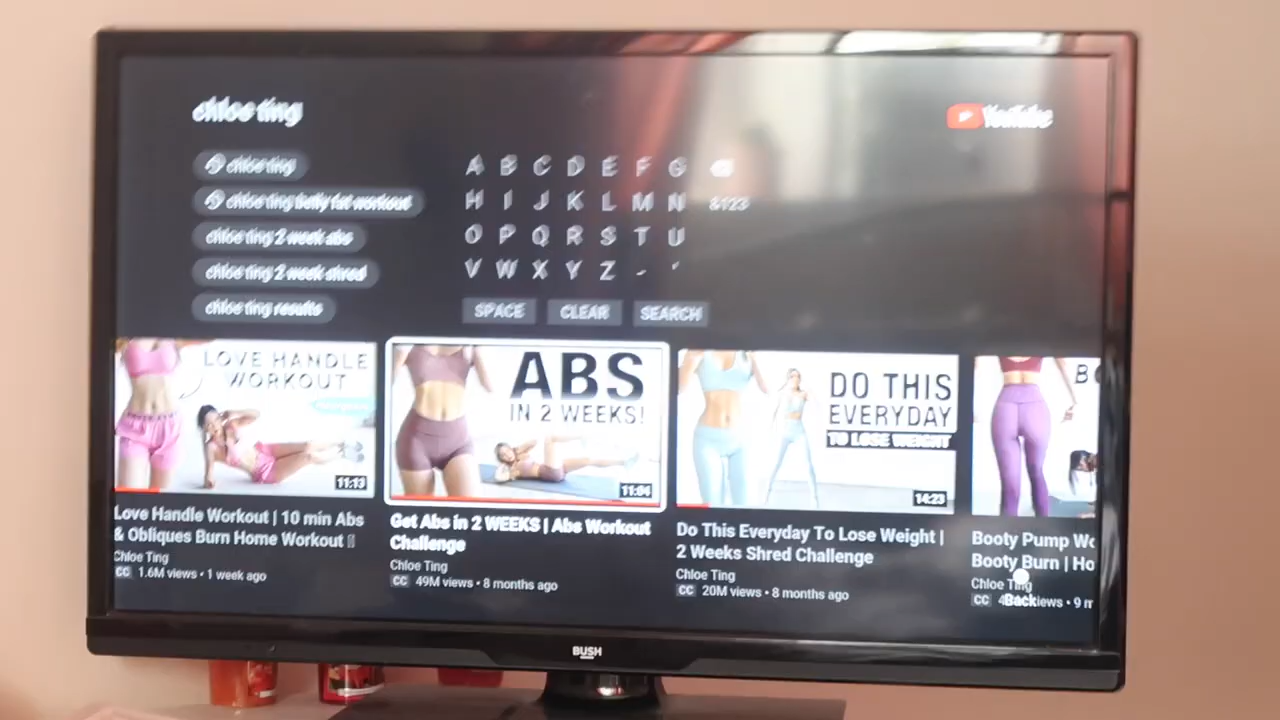 chloe ting
YouTube
chloe ting
chloe ting belly fat workout
chloe ting 2 week abs
chloe ting 2 week shred
chloe ting results
A B C D E F G
H I J K L M N &123
O P Q R S T U
V W X Y Z - '
SPACE CLEAR SEARCH
LOVE HANDLE
WORKOUT
11:13
Love Handle Workout | 10 min Abs
& Obliques Burn Home Workout
Chloe Ting
CC 1.6M views • 1 week ago
ABS
IN 2 WEEKS!
11:04
Get Abs in 2 WEEKS | Abs Workout
Challenge
Chloe Ting
CC 49M views • 8 months ago
DO THIS
EVERYDAY
TO LOSE WEIGHT
14:23
Do This Everyday To Lose Weight |
2 Weeks Shred Challenge
Chloe Ting
CC 20M views • 8 months ago
Booty Pump
Booty Burn |
Chloe Ting
CC
Back
BUSH